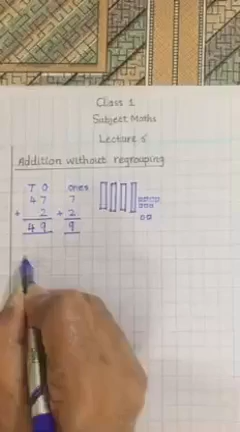 Class 1
Subject Maths
Lecture 5
Addition without regrouping
T O ones
4 7 7
+ 2 + 2
4 9 9